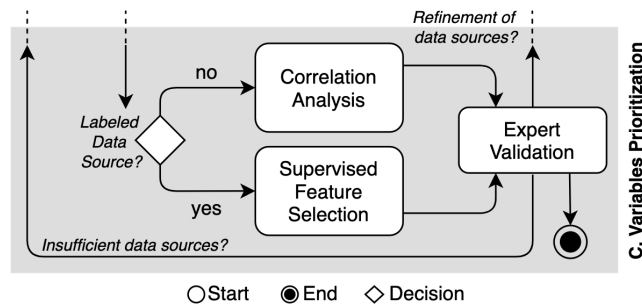 Refinement of
data sources?
no
Correlation
Analysis
Labeled
Data
Source?
Expert
Validation
Supervised
Feature
Selection
yes
Insufficient data sources?
C. Variables Prioritization
Start
End
Decision